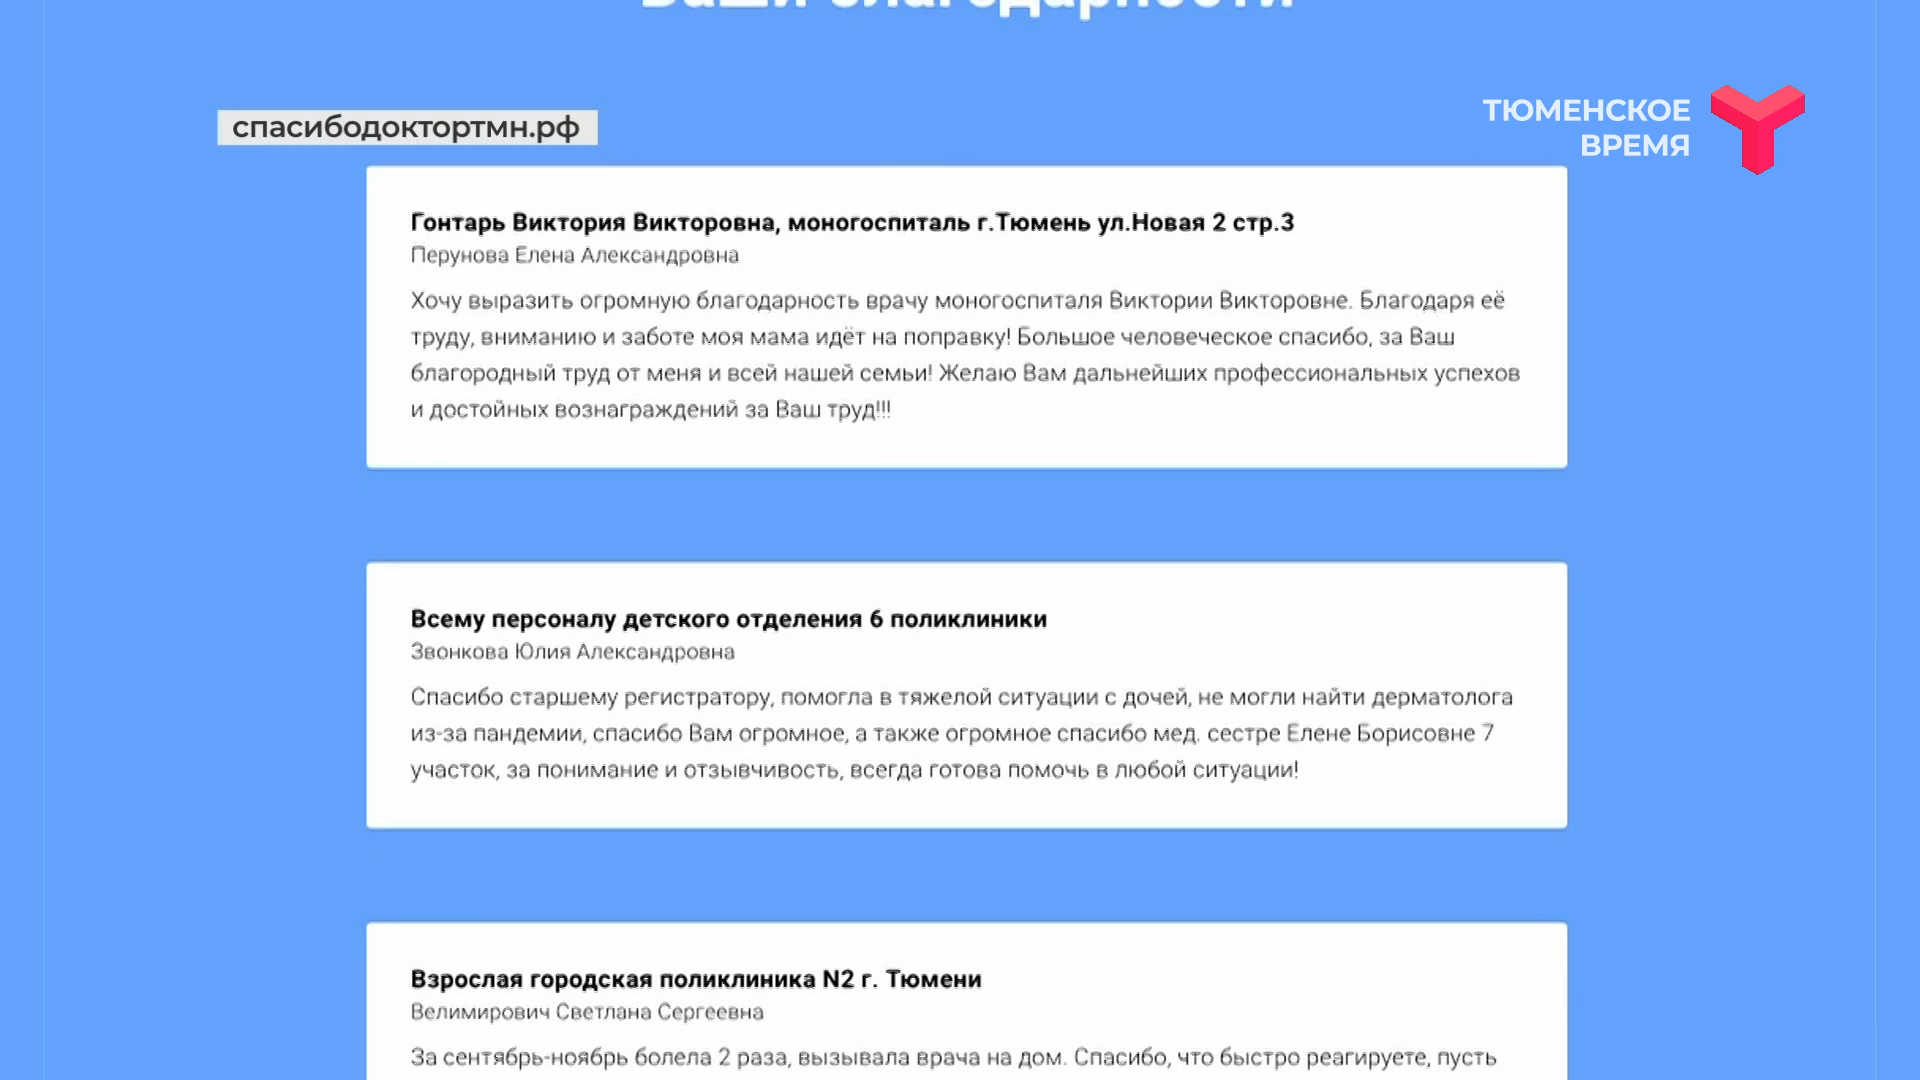 Ваши благодарности
спасибодоктортмн.рф
ТЮМЕНСКОЕ
ВРЕМЯ
Гонтарь Виктория Викторовна, моногоспиталь г.Тюмень ул.Новая 2 стр.3
Перунова Елена Александровна
Хочу выразить огромную благодарность врачу моногоспиталя Виктории Викторовне. Благодаря её
труду, вниманию и заботе моя мама идёт на поправку! Большое человеческое спасибо, за Ваш
благородный труд от меня и всей нашей семьи! Желаю Вам дальнейших профессиональных успехов
и достойных вознаграждений за Ваш труд!!!
Всему персоналу детского отделения 6 поликлиники
Звонкова Юлия Александровна
Спасибо старшему регистратору, помогла в тяжелой ситуации с дочей, не могли найти дерматолога
из-за пандемии, спасибо Вам огромное, а также огромное спасибо мед. сестре Елене Борисовне 7
участок, за понимание и отзывчивость, всегда готова помочь в любой ситуации!
Взрослая городская поликлиника N2 г. Тюмени
Велимирович Светлана Сергеевна
За сентябрь-ноябрь болела 2 раза, вызывала врача на дом. Спасибо, что быстро реагируете, пусть